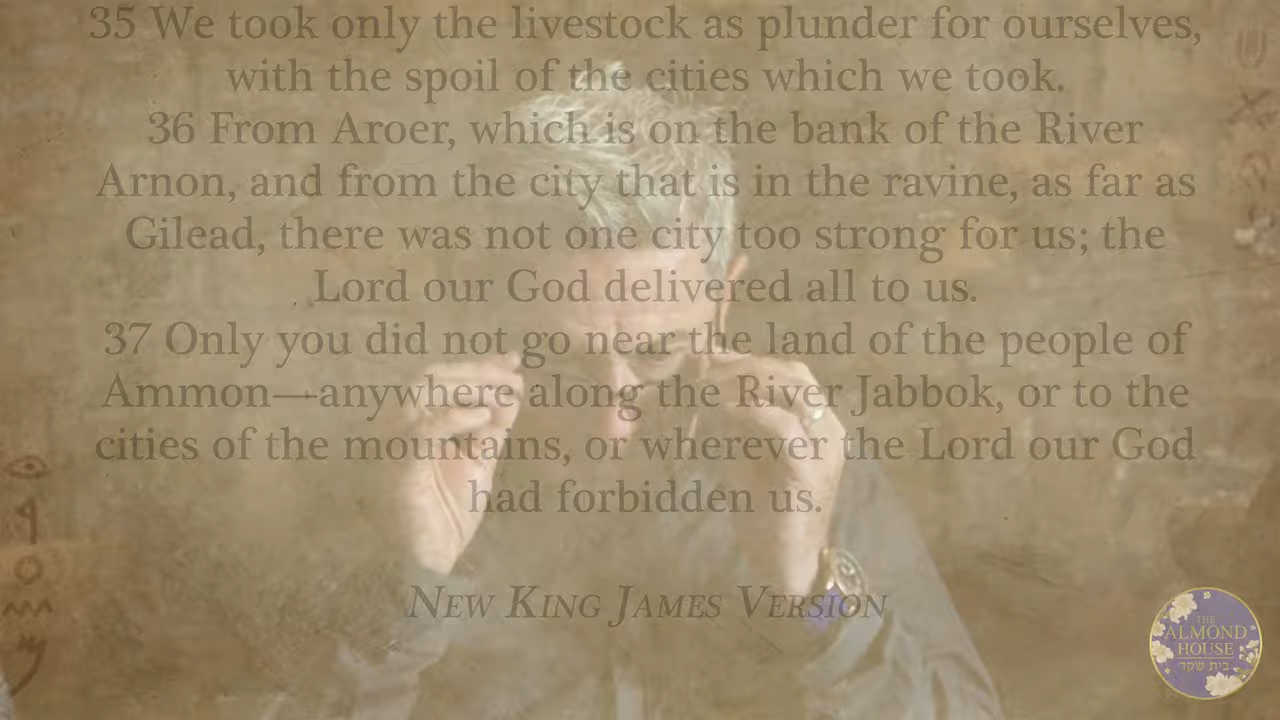 35 We took only the livestock as plunder for ourselves,
with the spoil of the cities which we took.
36 From Aroer, which is on the bank of the River
Arnon, and from the city that is in the ravine, as far as
Gilead, there was not one city too strong for us; the
Lord our God delivered all to us.
37 Only you did not go near the land of the people of
Ammon—anywhere along the River Jabbok, or to the
cities of the mountains, or wherever the Lord our God
had forbidden us.
NEW KING JAMES VERSION
THE
ALMOND
HOUSE
בית שקד